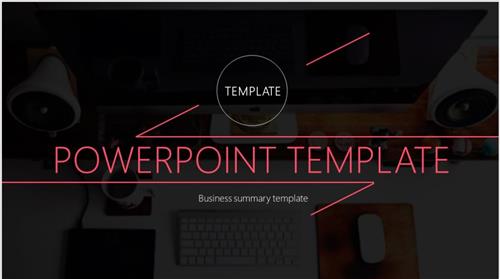 TEMPLATE
POWERPOINT TEMPLATE
Business summary template